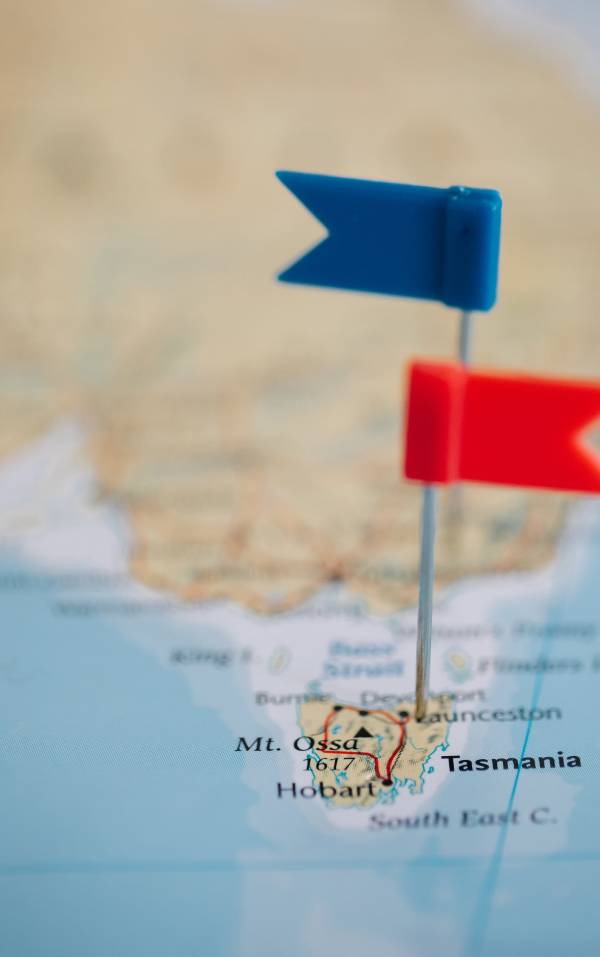 King I.
Bass
Strait
Flinders I
Burnie
Devonport
Launceston
Mt. Ossa
1617
Tasmania
Hobart
South East C.